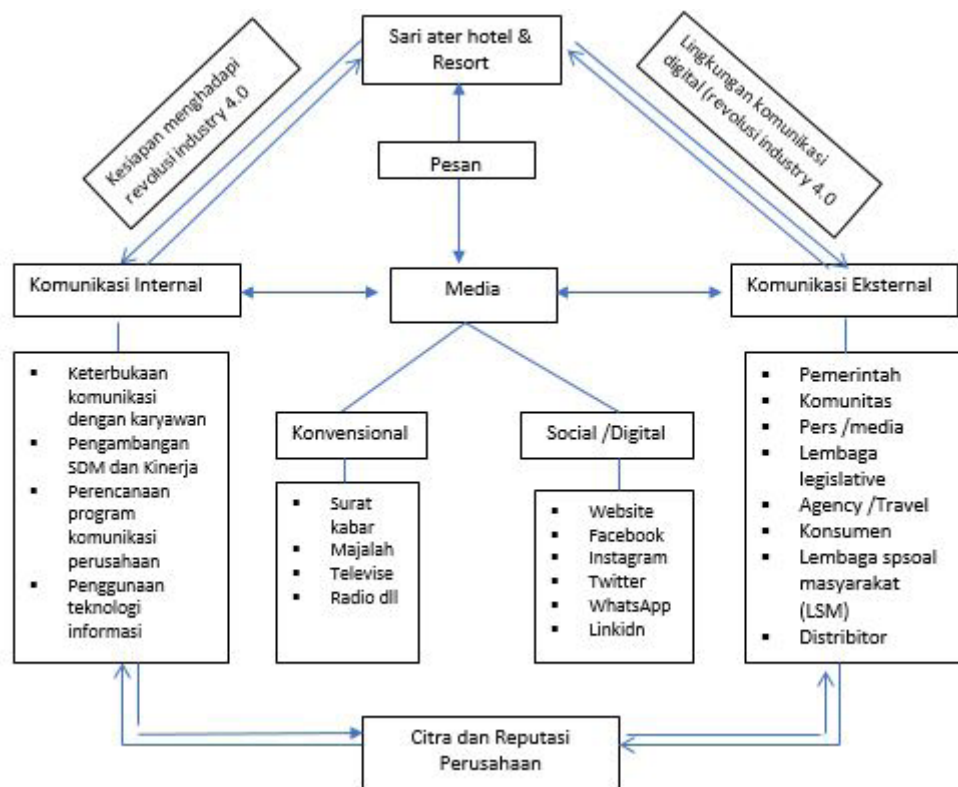 Sari ater hotel &
Resort
Kesiapan menghadapi
revolusi industry 4.0
Lingkungan komunikasi
digital (revolusi industry 4.0
Pesan
Komunikasi Internal
Media
Komunikasi Eksternal
▪ Keterbukaan
komunikasi
dengan karyawan
▪ Pengambangan
SDM dan Kinerja
▪ Perencanaan
program
komunikasi
perusahaan
▪ Penggunaan
teknologi
informasi
Konvensional
▪ Surat
kabar
▪ Majalah
▪ Televise
▪ Radio dll
Social /Digital
▪ Website
▪ Facebook
▪ Instagram
▪ Twitter
▪ WhatsApp
▪ Linkidn
▪ Pemerintah
▪ Komunitas
▪ Pers /media
▪ Lembaga
legislative
▪ Agency /Travel
▪ Konsumen
▪ Lembaga spsoal
masyarakat
(LSM)
▪ Distribitor
Citra dan Reputasi
Perusahaan